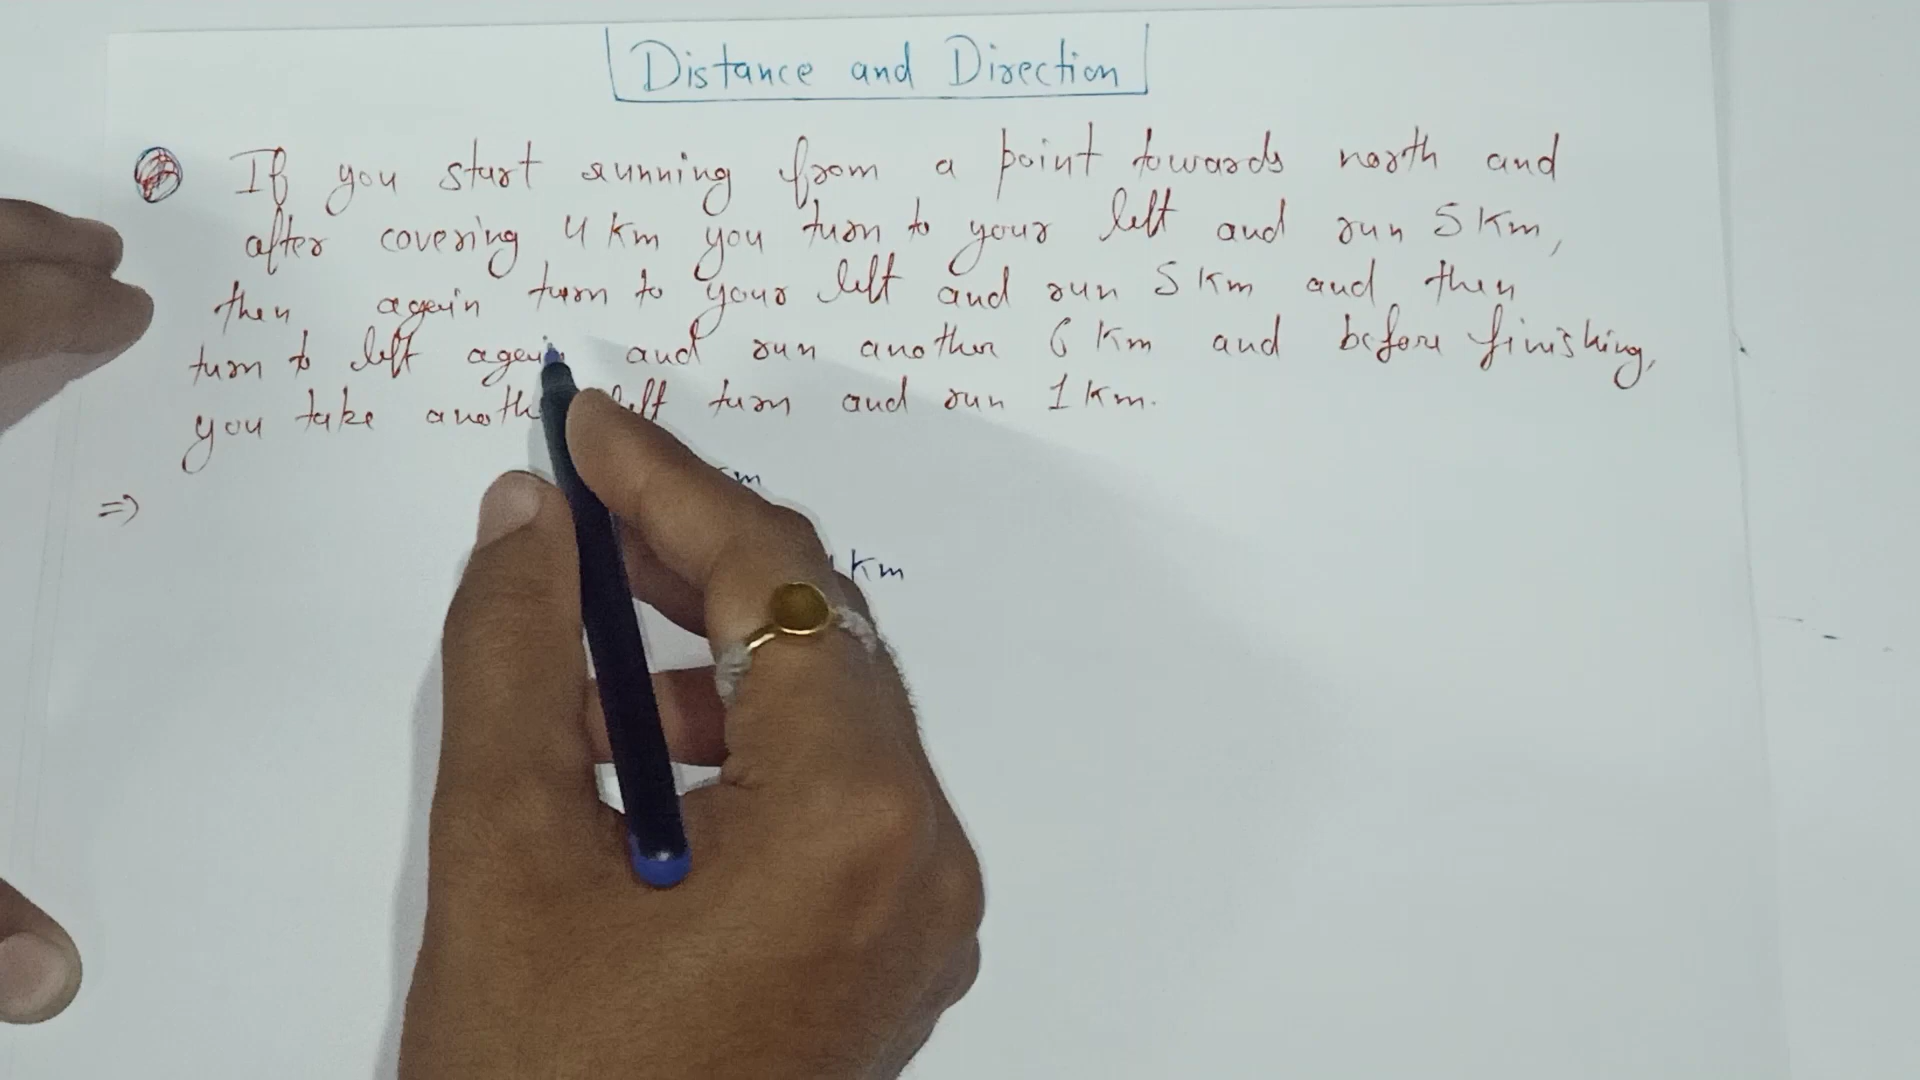 Distance and Direction
If you start running from a point towards north and
after covering 4 Km you turn to your left and run 5 Km,
then again turn to your left and run 5 Km and then
turn to left again and run another 6 Km and before finishing,
you take left turn and run 1 Km.
=>
Km